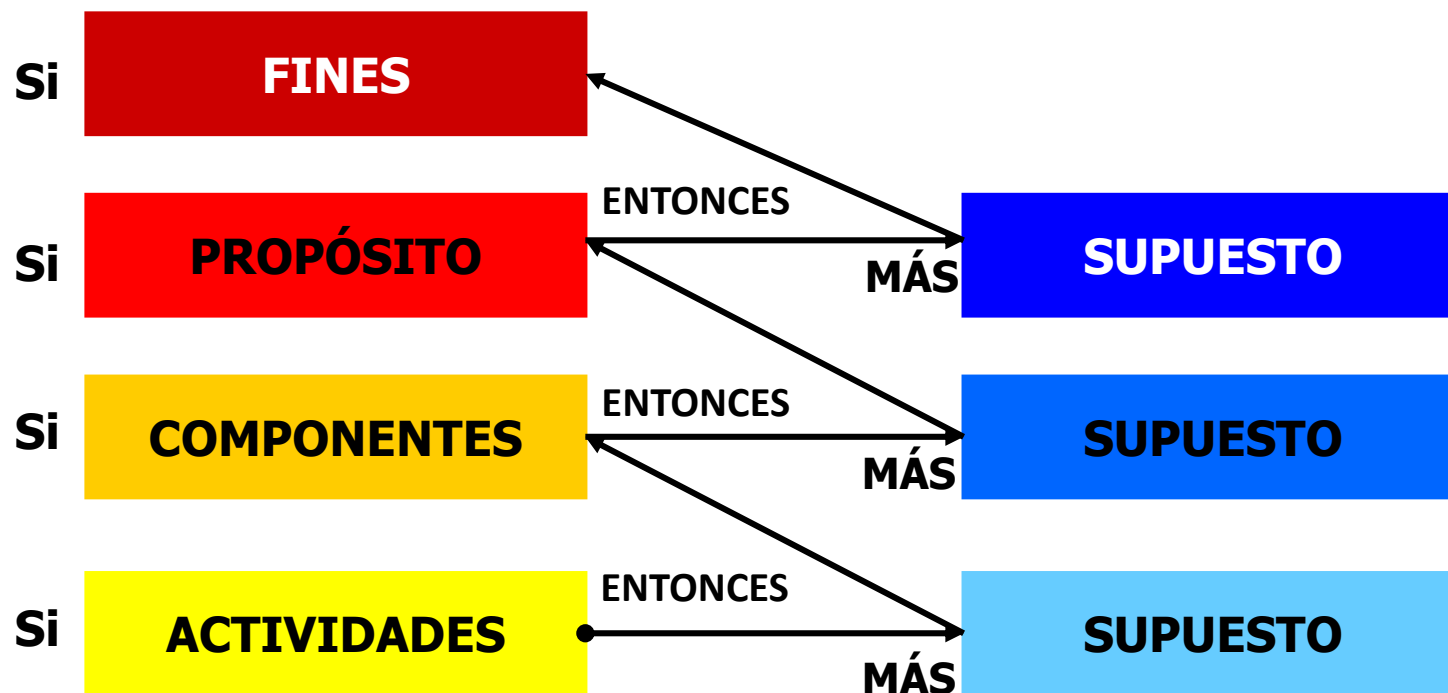 Si
FINES
ENTONCES
Si
PROPÓSITO
MÁS
SUPUESTO
ENTONCES
Si
COMPONENTES
MÁS
SUPUESTO
ENTONCES
Si
ACTIVIDADES
MÁS
SUPUESTO